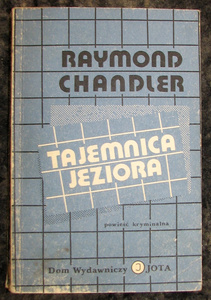 RAYMOND
CHANDLER
TAJEMNICA
JEZIORA
powieść kryminalna
Dom Wydawniczy JOTA